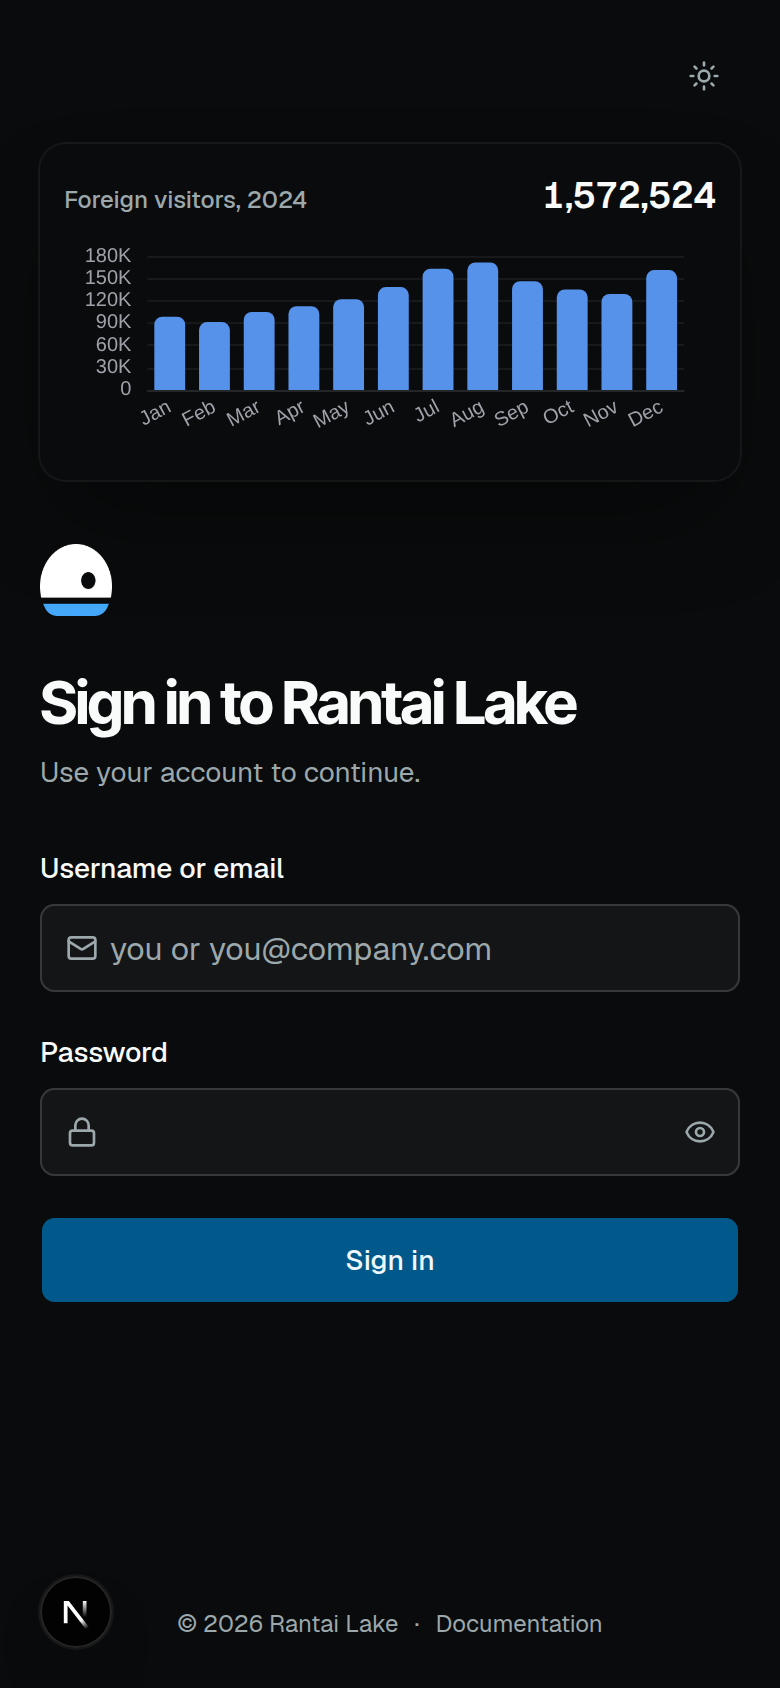 Foreign visitors, 2024 1,572,524
180K
150K
120K
90K
60K
30K
0
Jan Feb Mar Apr May Jun Jul Aug Sep Oct Nov Dec
Sign in to Rantai Lake
Use your account to continue.
Username or email
you or you@company.com
Password
Sign in
N © 2026 Rantai Lake · Documentation